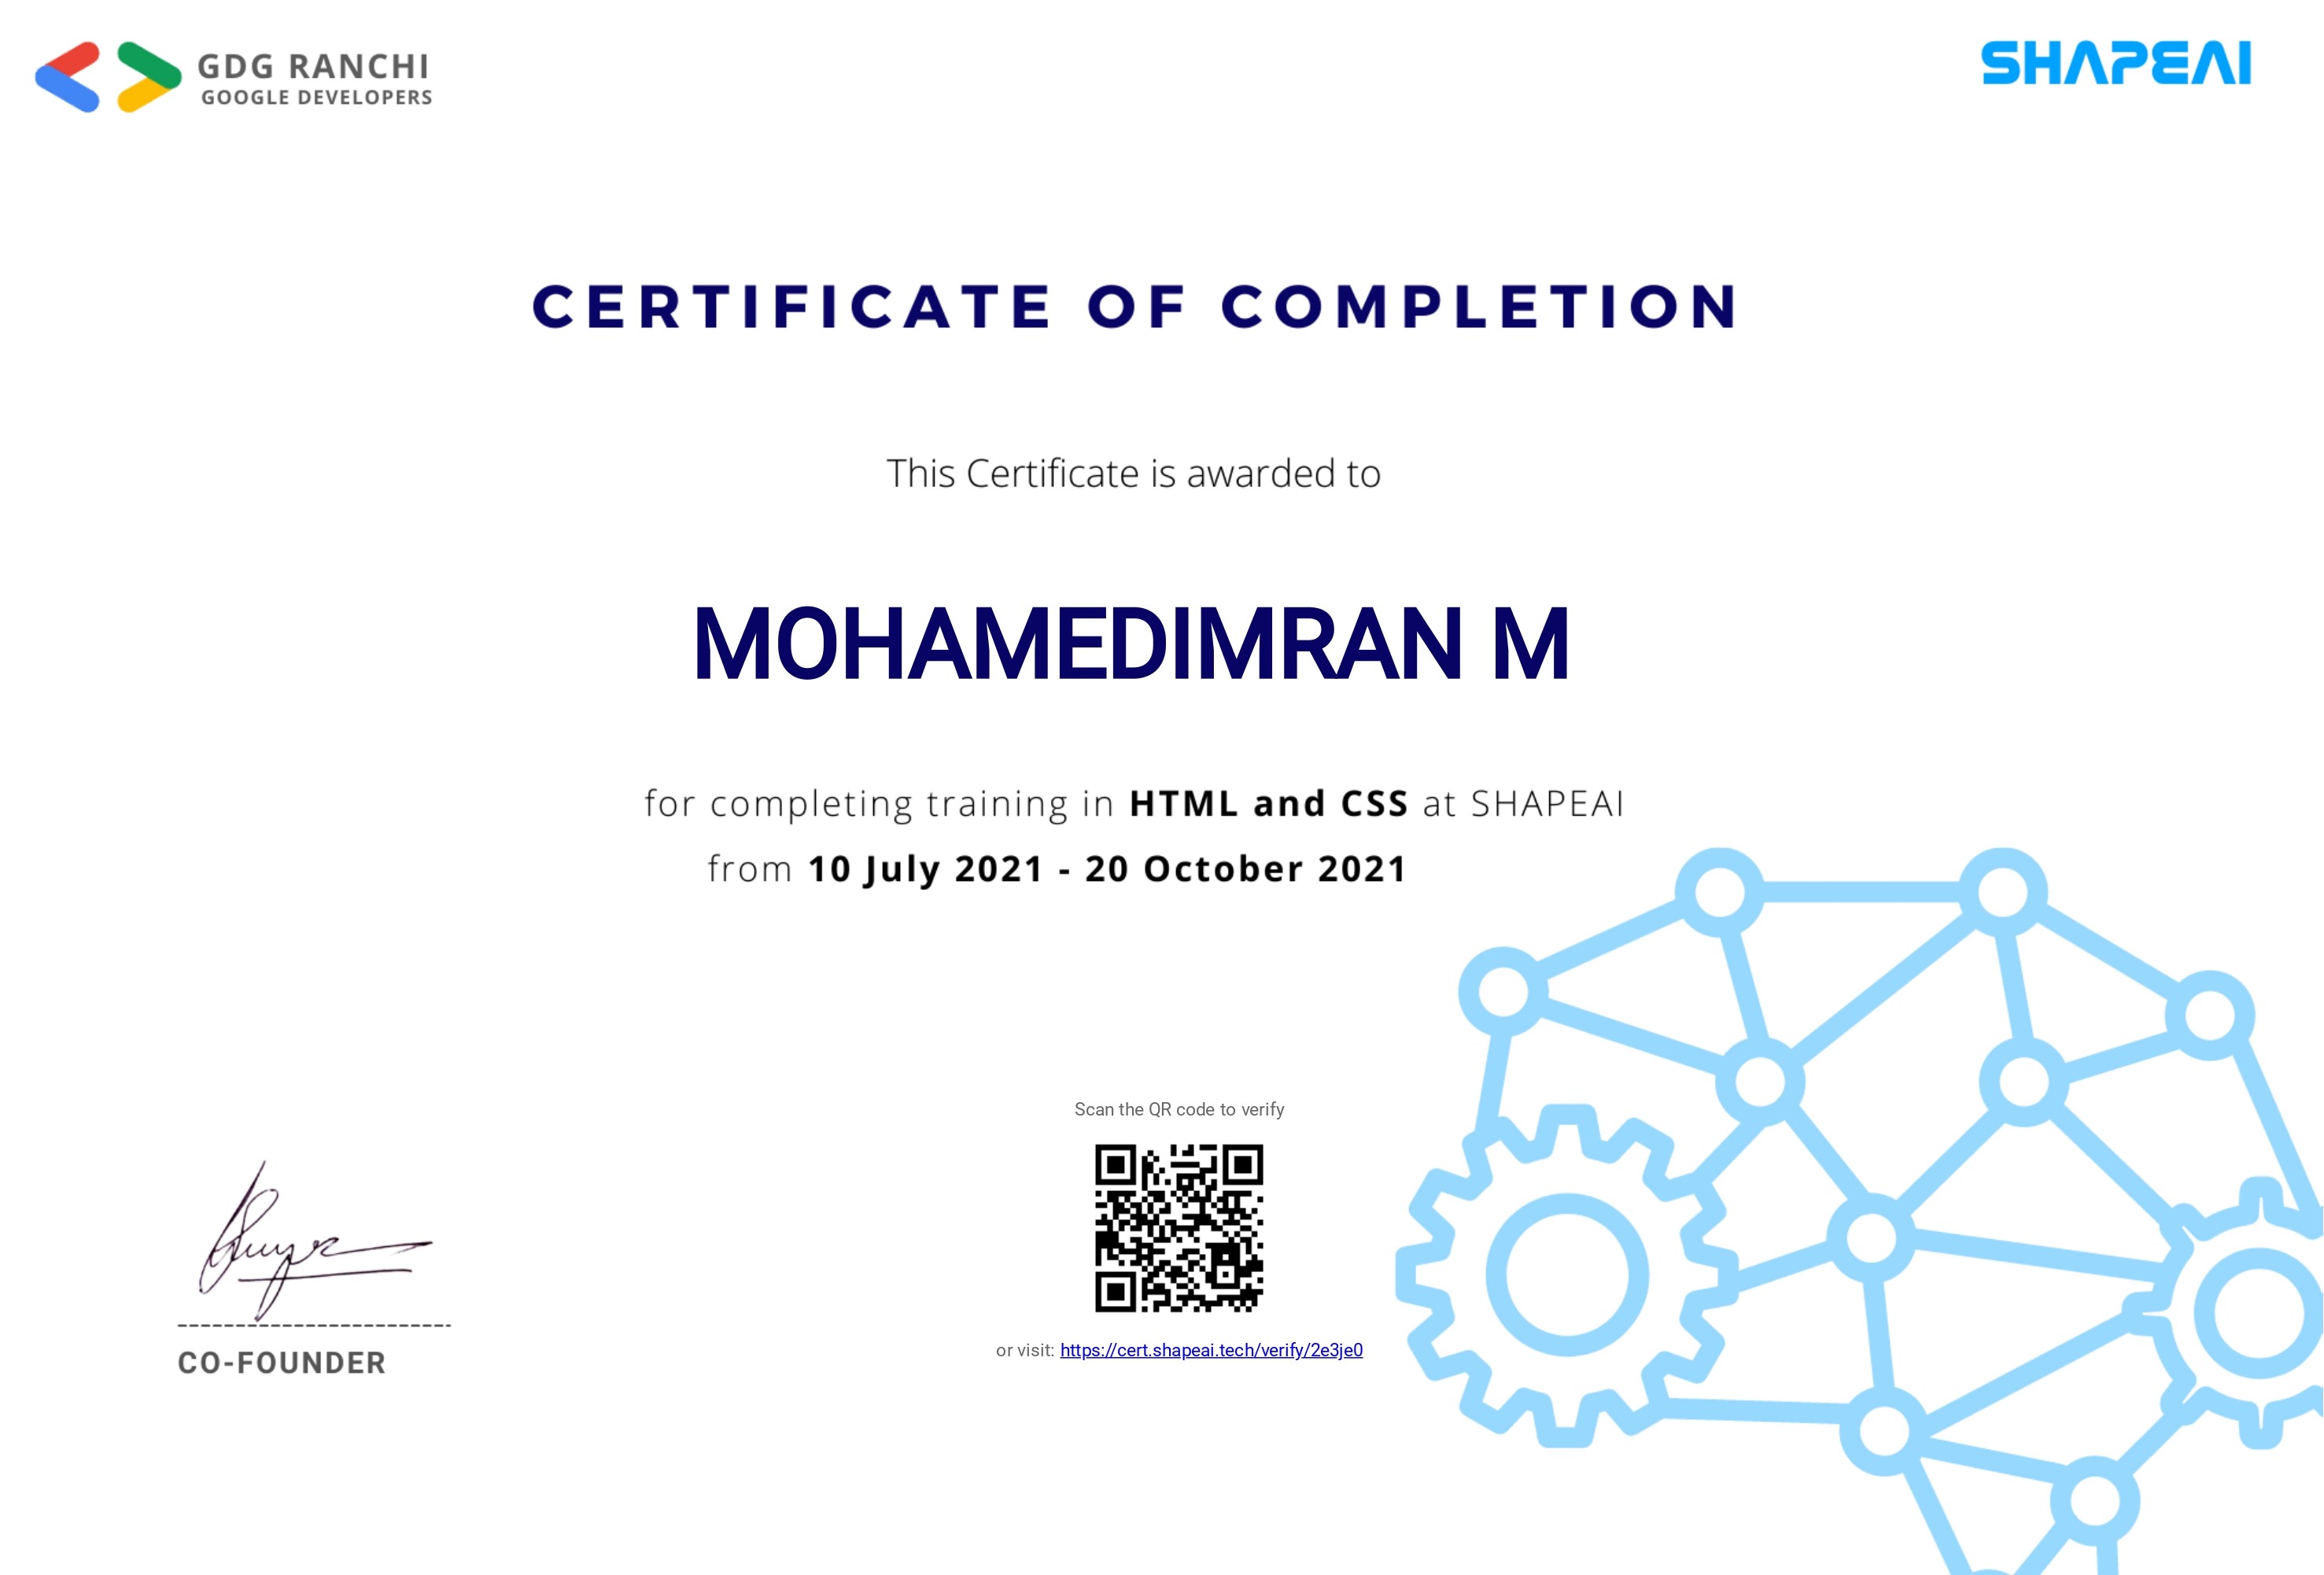 GDG RANCHI
GOOGLE DEVELOPERS
SHAPEAI
CERTIFICATE OF COMPLETION
This Certificate is awarded to
MOHAMEDIMRAN M
for completing training in HTML and CSS at SHAPEAI
from 10 July 2021 - 20 October 2021
Scan the QR code to verify
or visit: https://cert.shapeai.tech/verify/2e3je0
CO-FOUNDER